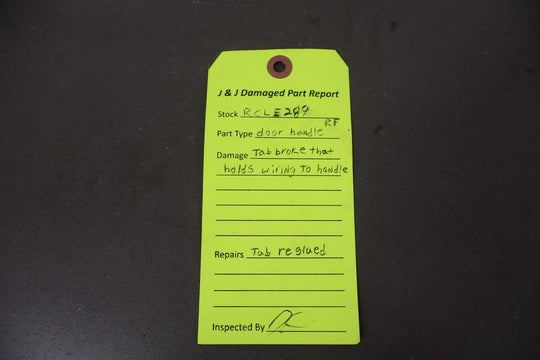 J & J Damaged Part Report
Stock RCLE289
Part Type door handle RF
Damage Tab broke that
holds wiring to handle
Repairs Tab reglued
Inspected By